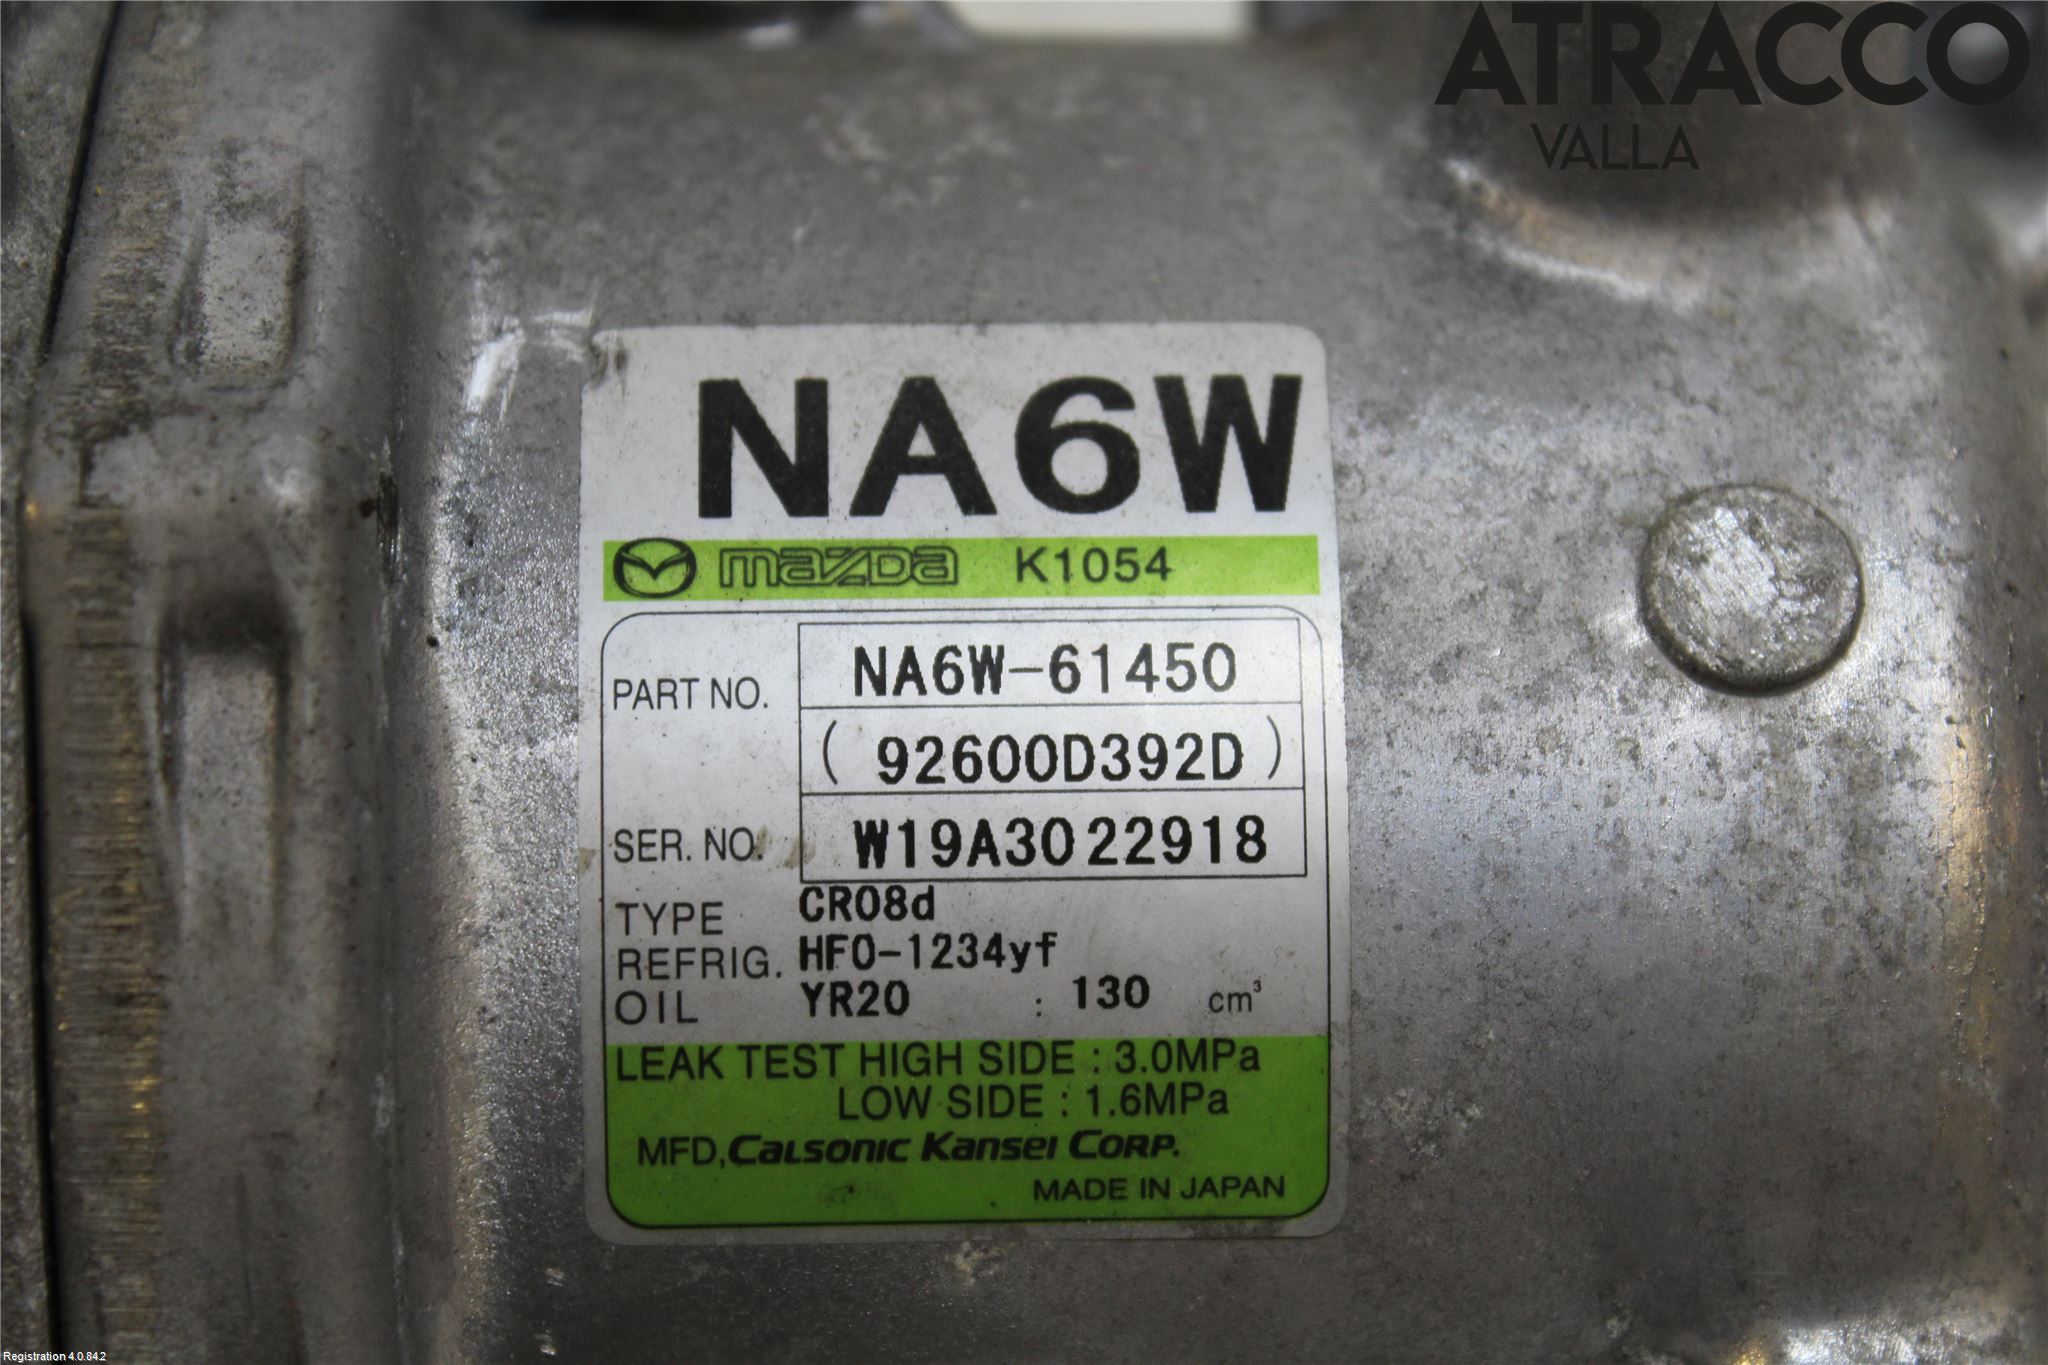 ATRACCO
VALLA
NA6W
mazda K1054
PART NO. NA6W-61450
( 92600D392D )
SER. NO. W19A3022918
TYPE CR08d
REFRIG. HFO-1234yf
OIL YR20 : 130 cm³
LEAK TEST HIGH SIDE : 3.0MPa
LOW SIDE : 1.6MPa
MFD, CALSONIC KANSEI CORP.
MADE IN JAPAN
Registration 4.0.84.2